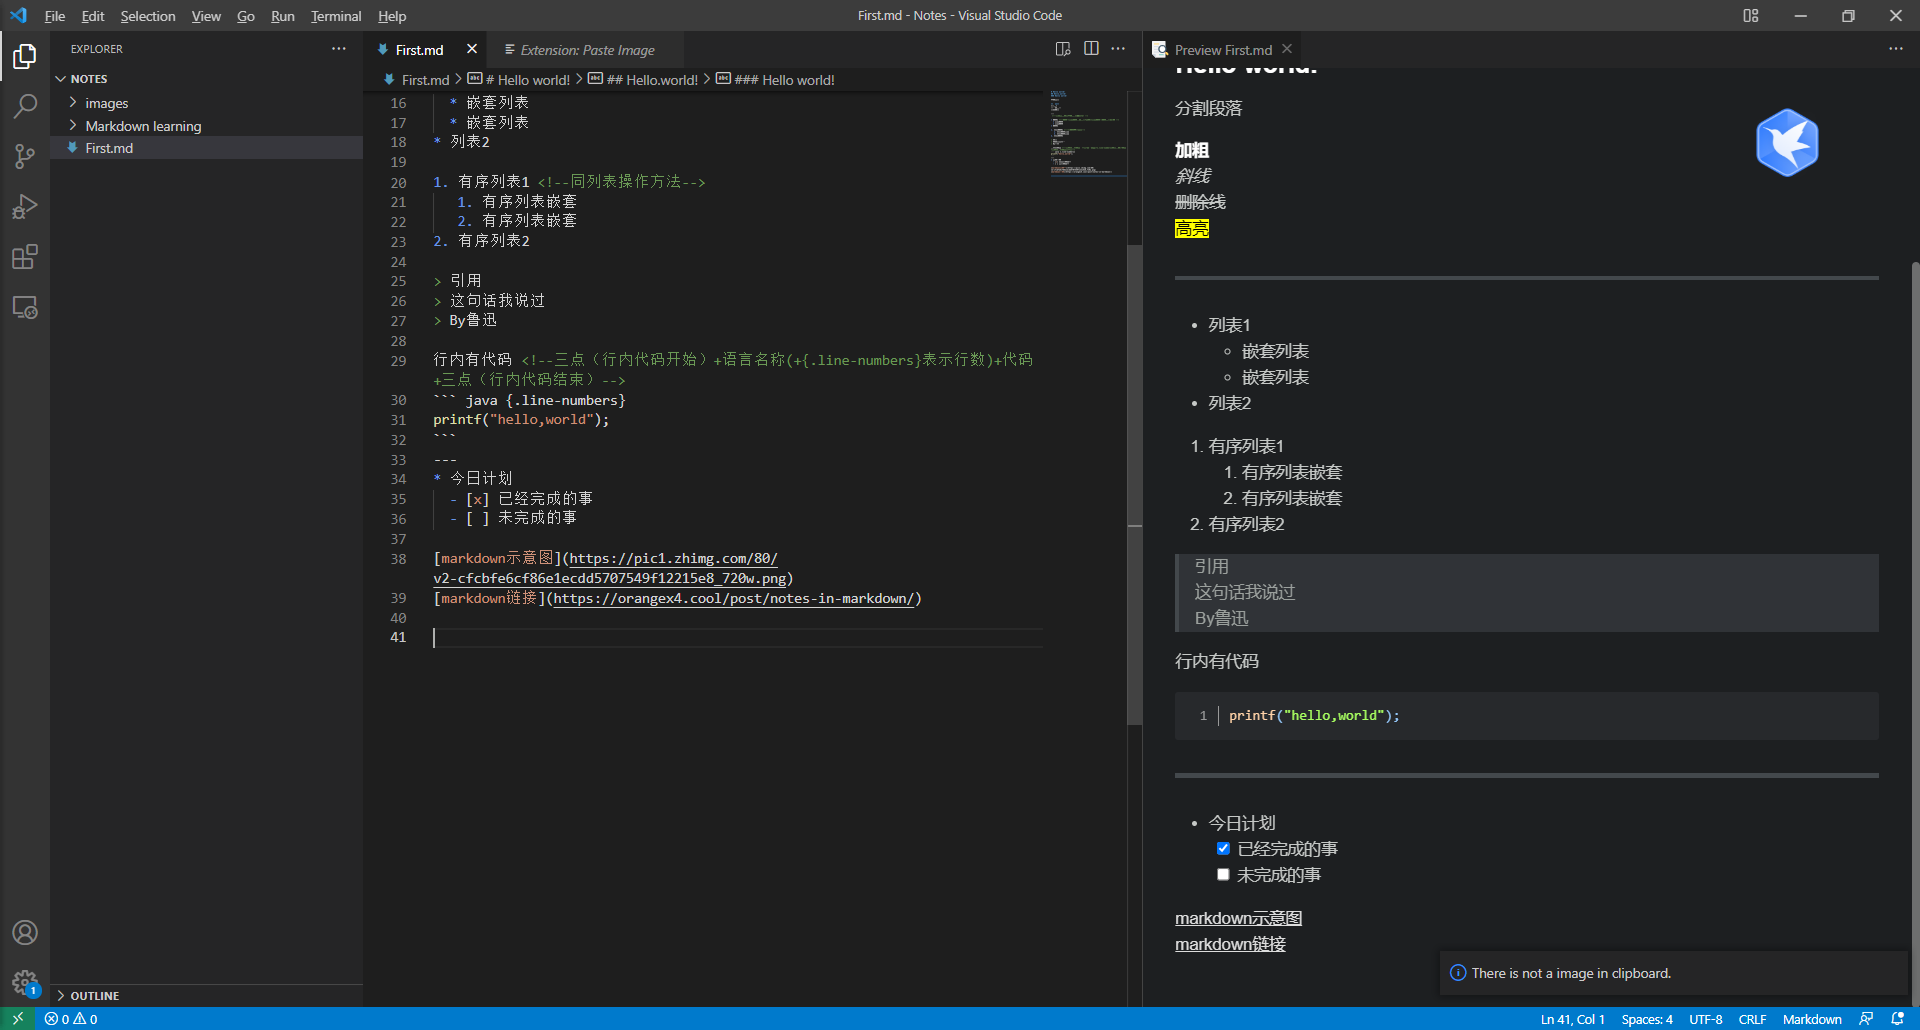 File Edit Selection View Go Run Terminal Help
First.md - Notes - Visual Studio Code
EXPLORER
NOTES
images
Markdown learning
First.md
OUTLINE
First.md
Extension: Paste Image
First.md > # Hello world! > ## Hello.world! > ### Hello world!
16 * 嵌套列表
17 * 嵌套列表
18 * 列表2
19
20 1. 有序列表1 <!--同列表操作方法-->
21 1. 有序列表嵌套
22 2. 有序列表嵌套
23 2. 有序列表2
24
25 > 引用
26 > 这句话我说过
27 > By鲁迅
28
29 行内有代码 <!--三点（行内代码开始）+语言名称(+{.line-numbers}表示行数)+代码
+三点（行内代码结束）-->
30 ``` java {.line-numbers}
31 printf("hello,world");
32 ```
33 ---
34 * 今日计划
35 - [x] 已经完成的事
36 - [ ] 未完成的事
37
38 [markdown示意图](https://pic1.zhimg.com/80/
v2-cfcbfe6cf86e1ecdd5707549f12215e8_720w.png)
39 [markdown链接](https://orangex4.cool/post/notes-in-markdown/)
40
41
Preview First.md
Hello world!
分割段落
加粗
斜线
删除线
高亮
• 列表1
◦ 嵌套列表
◦ 嵌套列表
• 列表2
1. 有序列表1
1. 有序列表嵌套
2. 有序列表嵌套
2. 有序列表2
引用
这句话我说过
By鲁迅
行内有代码
1 printf("hello,world");
• 今日计划
已经完成的事
未完成的事
markdown示意图
markdown链接
There is not a image in clipboard.
1
0 0
Ln 41, Col 1 Spaces: 4 UTF-8 CRLF Markdown